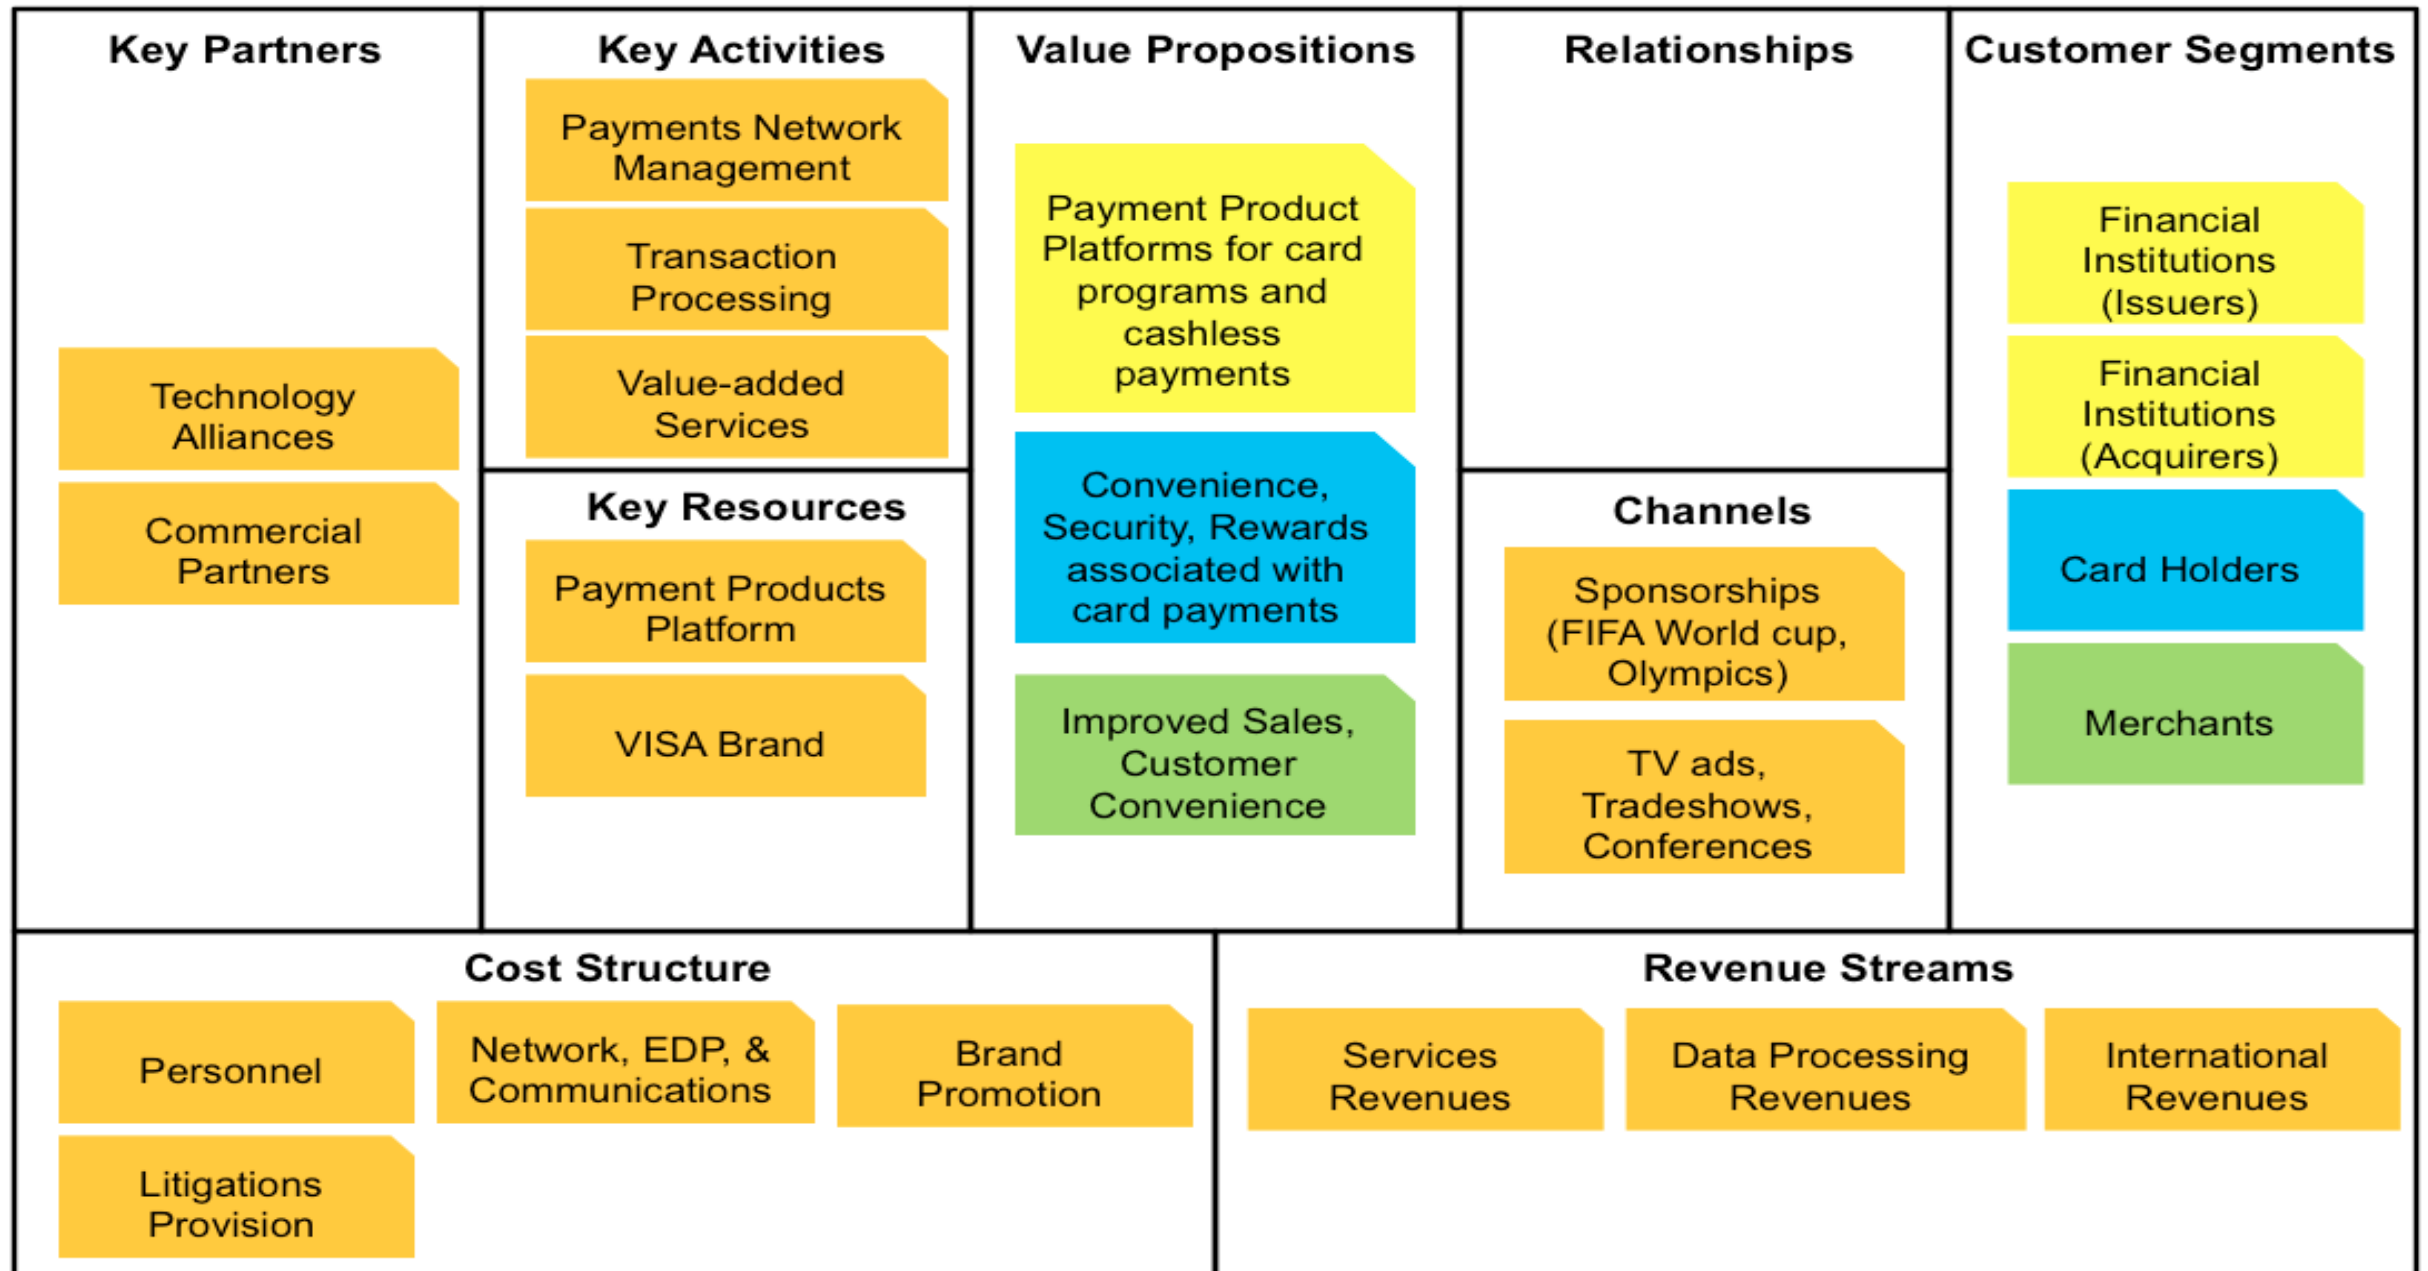 Key Partners
Technology
Alliances
Commercial
Partners
Key Activities
Payments Network
Management
Transaction
Processing
Value-added
Services
Key Resources
Payment Products
Platform
VISA Brand
Value Propositions
Payment Product
Platforms for card
programs and
cashless
payments
Convenience,
Security, Rewards
associated with
card payments
Improved Sales,
Customer
Convenience
Relationships
Channels
Sponsorships
(FIFA World cup,
Olympics)
TV ads,
Tradeshows,
Conferences
Customer Segments
Financial
Institutions
(Issuers)
Financial
Institutions
(Acquirers)
Card Holders
Merchants
Cost Structure
Personnel
Network, EDP, &
Communications
Brand
Promotion
Litigations
Provision
Revenue Streams
Services
Revenues
Data Processing
Revenues
International
Revenues